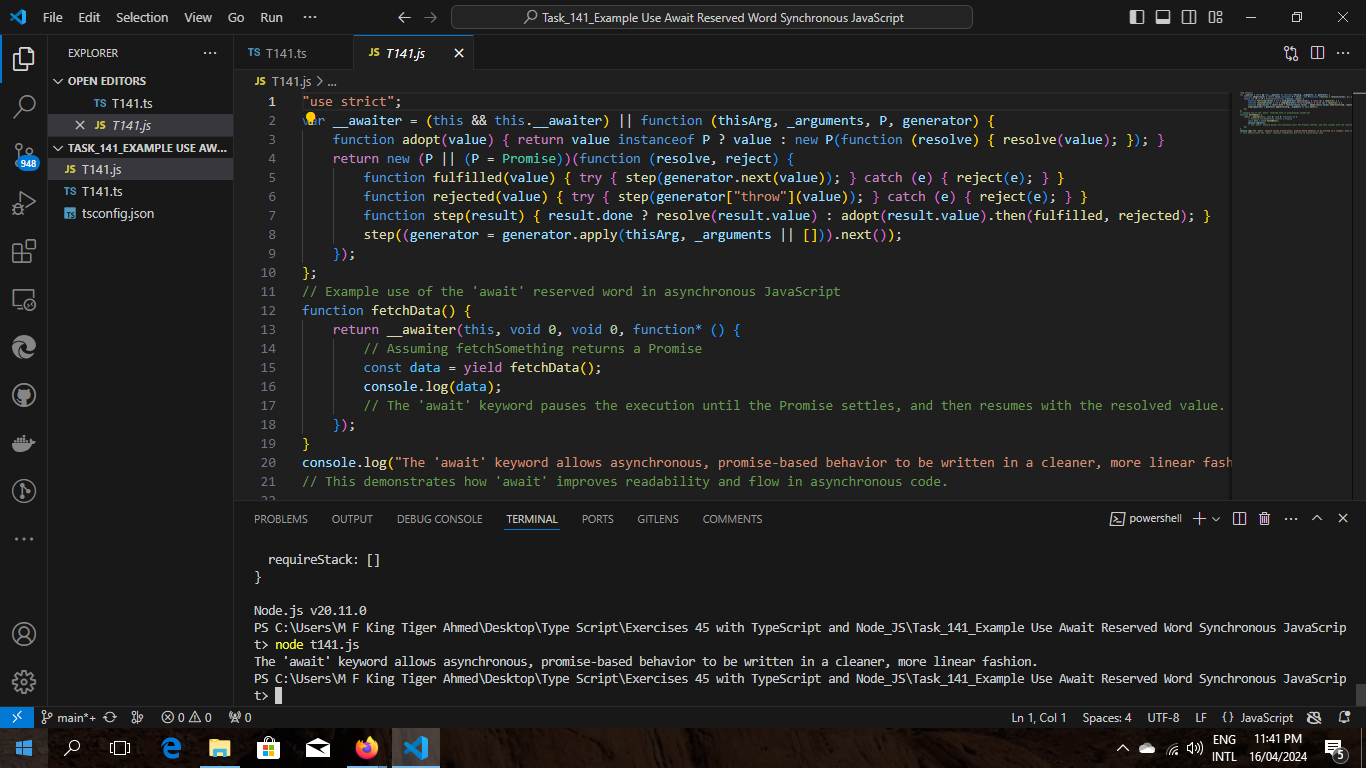 File Edit Selection View Go Run ··· Task_141_Example Use Await Reserved Word Synchronous JavaScript
EXPLORER ···
OPEN EDITORS
TS T141.ts
JS T141.js
TASK_141_EXAMPLE USE AW...
JS T141.js
TS T141.ts
TS tsconfig.json
948
TS T141.ts JS T141.js
JS T141.js > ...
1 "use strict";
2 var __awaiter = (this && this.__awaiter) || function (thisArg, _arguments, P, generator) {
3 function adopt(value) { return value instanceof P ? value : new P(function (resolve) { resolve(value); }); }
4 return new (P || (P = Promise))(function (resolve, reject) {
5 function fulfilled(value) { try { step(generator.next(value)); } catch (e) { reject(e); } }
6 function rejected(value) { try { step(generator["throw"](value)); } catch (e) { reject(e); } }
7 function step(result) { result.done ? resolve(result.value) : adopt(result.value).then(fulfilled, rejected); }
8 step((generator = generator.apply(thisArg, _arguments || [])).next());
9 });
10 };
11 // Example use of the 'await' reserved word in asynchronous JavaScript
12 function fetchData() {
13 return __awaiter(this, void 0, void 0, function* () {
14 // Assuming fetchSomething returns a Promise
15 const data = yield fetchData();
16 console.log(data);
17 // The 'await' keyword pauses the execution until the Promise settles, and then resumes with the resolved value.
18 });
19 }
20 console.log("The 'await' keyword allows asynchronous, promise-based behavior to be written in a cleaner, more linear fash
21 // This demonstrates how 'await' improves readability and flow in asynchronous code.
PROBLEMS OUTPUT DEBUG CONSOLE TERMINAL PORTS GITLENS COMMENTS powershell
requireStack: []
}
Node.js v20.11.0
PS C:\Users\M F King Tiger Ahmed\Desktop\Type Script\Exercises 45 with TypeScript and Node_JS\Task_141_Example Use Await Reserved Word Synchronous JavaScrip
t> node t141.js
The 'await' keyword allows asynchronous, promise-based behavior to be written in a cleaner, more linear fashion.
PS C:\Users\M F King Tiger Ahmed\Desktop\Type Script\Exercises 45 with TypeScript and Node_JS\Task_141_Example Use Await Reserved Word Synchronous JavaScrip
t>
main*+ 0 0 0 Ln 1, Col 1 Spaces: 4 UTF-8 LF {} JavaScript
ENG 11:41 PM
INTL 16/04/2024 5